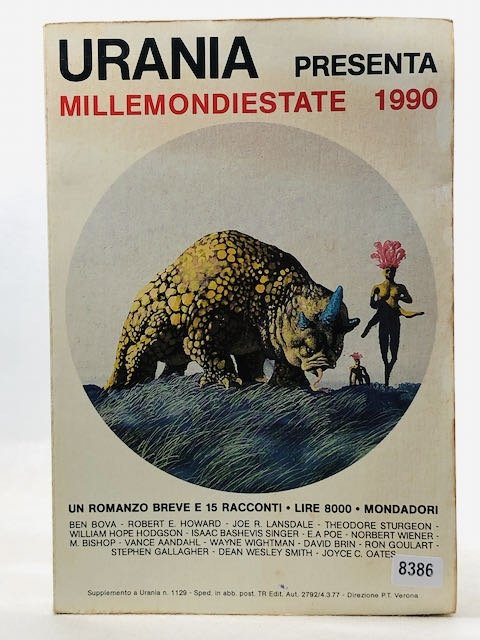 URANIA PRESENTA
MILLEMONDIESTATE 1990
UN ROMANZO BREVE E 15 RACCONTI • LIRE 8000 • MONDADORI
BEN BOVA - ROBERT E. HOWARD - JOE R. LANSDALE - THEODORE STURGEON -
WILLIAM HOPE HODGSON - ISAAC BASHEVIS SINGER - E.A POE - NORBERT WIENER -
M. BISHOP - VANCE AANDAHL - WAYNE WIGHTMAN - DAVID BRIN - RON GOULART -
STEPHEN GALLAGHER - DEAN WESLEY SMITH - JOYCE C. OATES
8386
Supplemento a Urania n. 1129 - Sped. in abb. post. TR Edit. Aut. 2792/4.3.77 - Direzione P.T. Verona